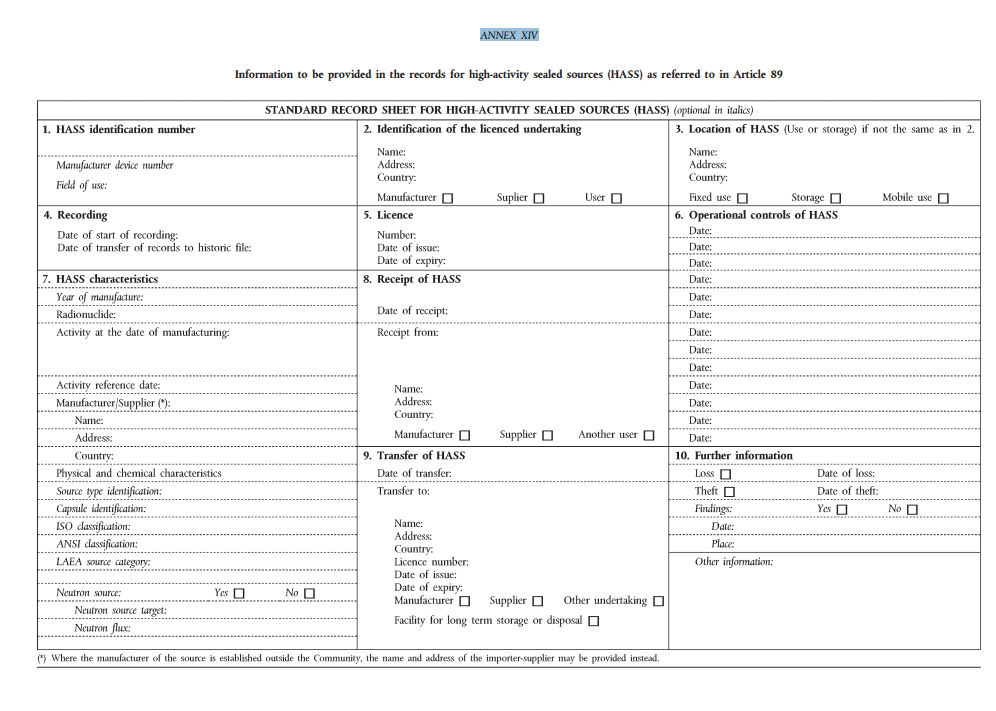 ANNEX XIV
Information to be provided in the records for high-activity sealed sources (HASS) as referred to in Article 89
STANDARD RECORD SHEET FOR HIGH-ACTIVITY SEALED SOURCES (HASS) (optional in italics)
1. HASS identification number
Manufacturer device number
Field of use:
2. Identification of the licenced undertaking
Name:
Address:
Country:
Manufacturer ☐ Suplier ☐ User ☐
3. Location of HASS (Use or storage) if not the same as in 2.
Name:
Address:
Country:
Fixed use ☐ Storage ☐ Mobile use ☐
4. Recording
Date of start of recording:
Date of transfer of records to historic file:
5. Licence
Number:
Date of issue:
Date of expiry:
6. Operational controls of HASS
Date:
Date:
Date:
Date:
Date:
Date:
Date:
Date:
Date:
Date:
Date:
Date:
Date:
7. HASS characteristics
Year of manufacture:
Radionuclide:
Activity at the date of manufacturing:
Activity reference date:
Manufacturer/Supplier (*):
Name:
Address:
Country:
Physical and chemical characteristics
Source type identification:
Capsule identification:
ISO classification:
ANSI classification:
IAEA source category:
Neutron source: Yes ☐ No ☐
Neutron source target:
Neutron flux:
8. Receipt of HASS
Date of receipt:
Receipt from:
Name:
Address:
Country:
Manufacturer ☐ Supplier ☐ Another user ☐
9. Transfer of HASS
Date of transfer:
Transfer to:
Name:
Address:
Country:
Licence number:
Date of issue:
Date of expiry:
Manufacturer ☐ Supplier ☐ Other undertaking ☐
Facility for long term storage or disposal ☐
10. Further information
Loss ☐ Date of loss:
Theft ☐ Date of theft:
Findings: Yes ☐ No ☐
Date:
Place:
Other information:
(*) Where the manufacturer of the source is established outside the Community, the name and address of the importer-supplier may be provided instead.